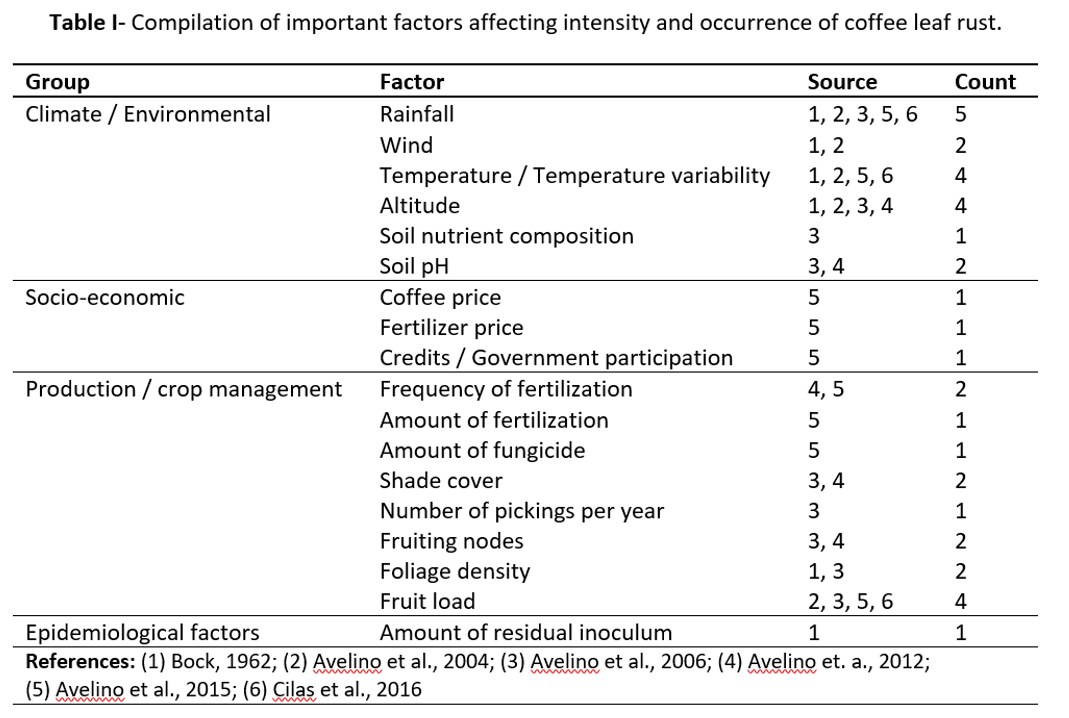 Table I- Compilation of important factors affecting intensity and occurrence of coffee leaf rust.
Group Factor Source Count
Climate / Environmental Rainfall 1, 2, 3, 5, 6 5
Wind 1, 2 2
Temperature / Temperature variability 1, 2, 5, 6 4
Altitude 1, 2, 3, 4 4
Soil nutrient composition 3 1
Soil pH 3, 4 2
Socio-economic Coffee price 5 1
Fertilizer price 5 1
Credits / Government participation 5 1
Production / crop management Frequency of fertilization 4, 5 2
Amount of fertilization 5 1
Amount of fungicide 5 1
Shade cover 3, 4 2
Number of pickings per year 3 1
Fruiting nodes 3, 4 2
Foliage density 1, 3 2
Fruit load 2, 3, 5, 6 4
Epidemiological factors Amount of residual inoculum 1 1
References: (1) Bock, 1962; (2) Avelino et al., 2004; (3) Avelino et al., 2006; (4) Avelino et. a., 2012;
(5) Avelino et al., 2015; (6) Cilas et al., 2016